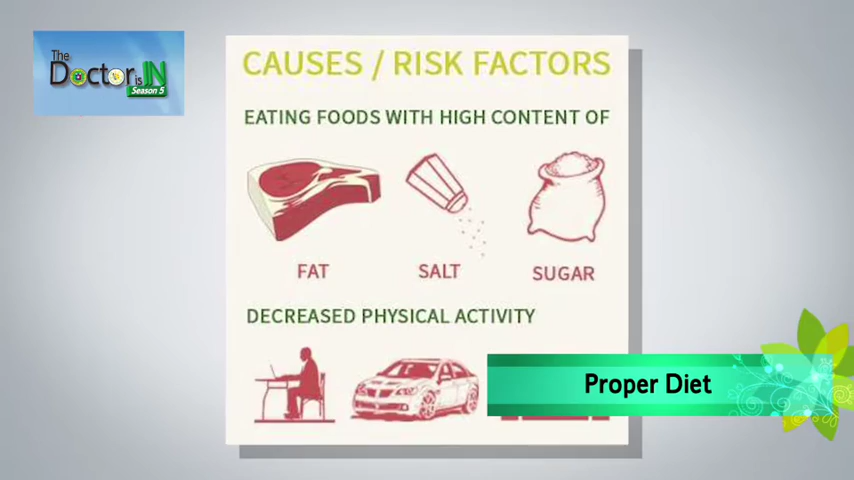 The
Doctor is IN
Season 5
CAUSES / RISK FACTORS
EATING FOODS WITH HIGH CONTENT OF
FAT
SALT
SUGAR
DECREASED PHYSICAL ACTIVITY
Proper Diet